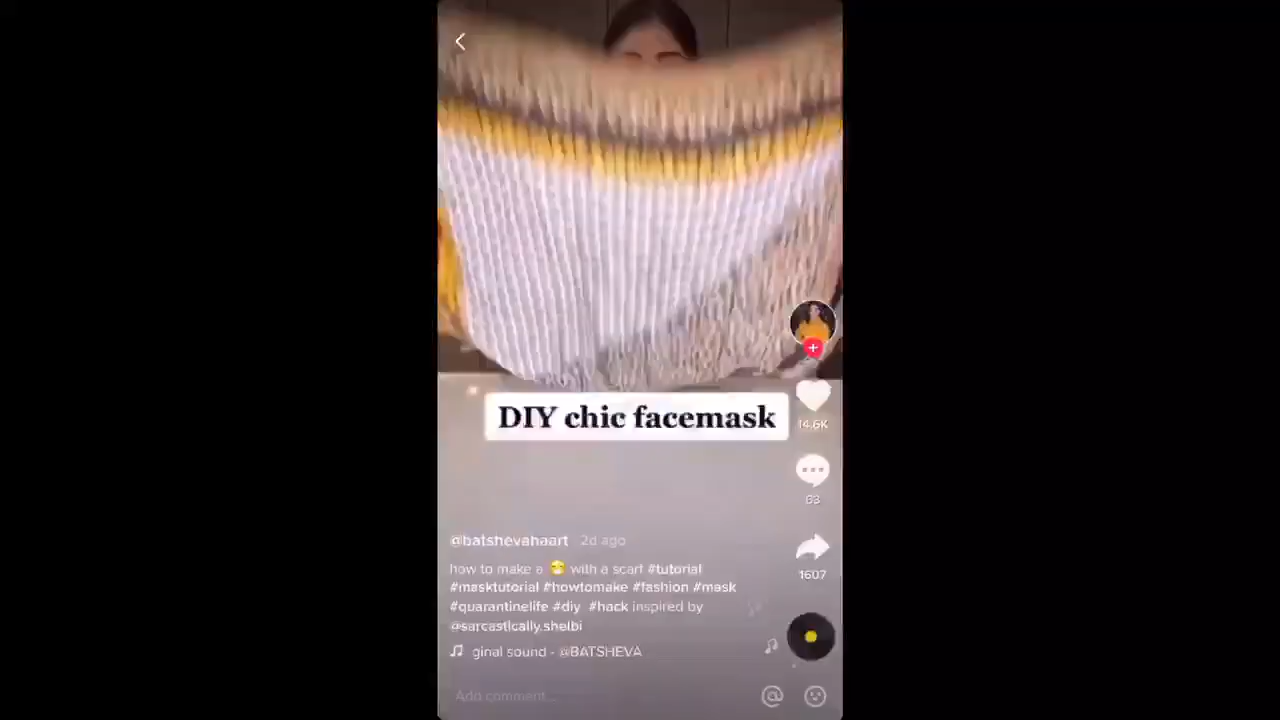 DIY chic facemask
14.6K
63
@batshevahaart 2d ago
how to make a 😷 with a scarf #tutorial
#masktutorial #howtomake #fashion #mask
#quarantinelife #diy #hack inspired by
@sarcastically.shelbi
1607
ginal sound - @BATSHEVA
Add comment...